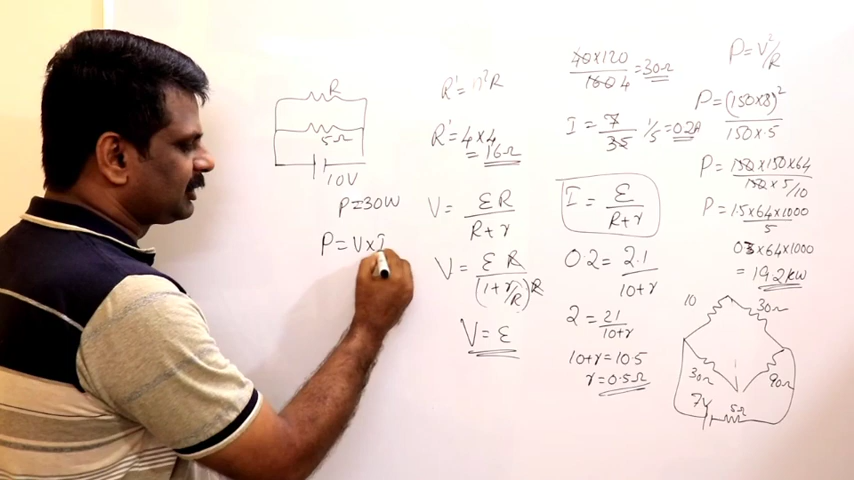 R
5Ω
10V
P=30W
P=V×I
R'=n²R
R'=4×4
=16Ω
V= εR
R+r
V= εR
(1+r/R)R
V=ε
40×120
160 4
=30Ω
I= 7
35
1/5=0.2A
I= ε
R+r
0.2= 2.1
10+r
2= 21
10+r
10+r=10.5
r=0.5Ω
P=V²/R
P=(150×8)²
150×.5
P=150×150×64
150×5/10
P=1.5×64×1000
5
0.3×64×1000
=19.2kW
10
30Ω
30Ω
90Ω
7V
5Ω